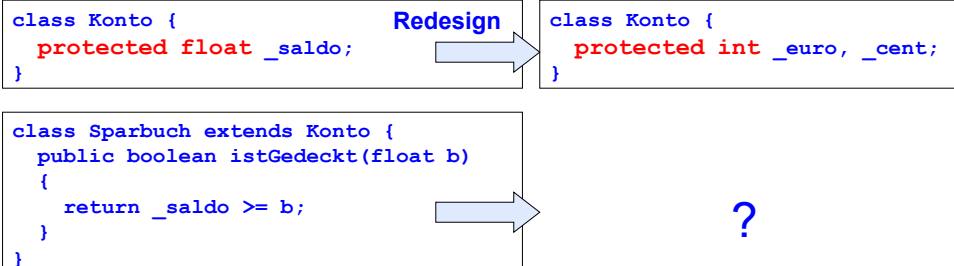 class Konto {
protected float _saldo;
}
Redesign
class Konto {
protected int _euro, _cent;
}
class Sparbuch extends Konto {
public boolean istGedeckt(float b)
{
return _saldo >= b;
}
}
?